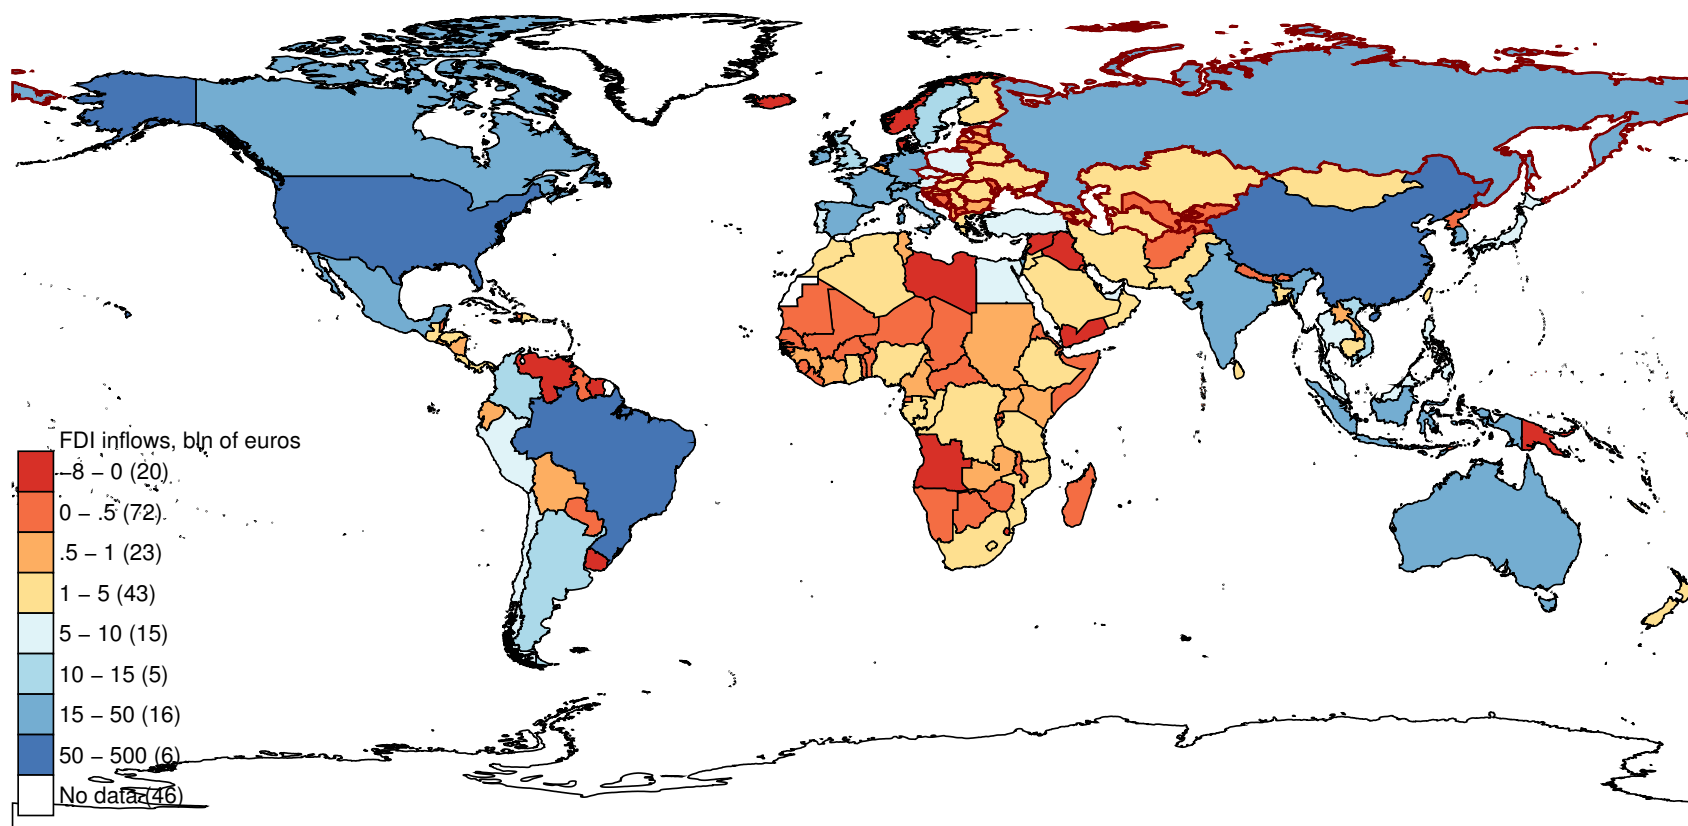 FDI inflows, bln of euros
−8 − 0 (20)
0 − .5 (72)
.5 − 1 (23)
1 − 5 (43)
5 − 10 (15)
10 − 15 (5)
15 − 50 (16)
50 − 500 (6)
No data (46)